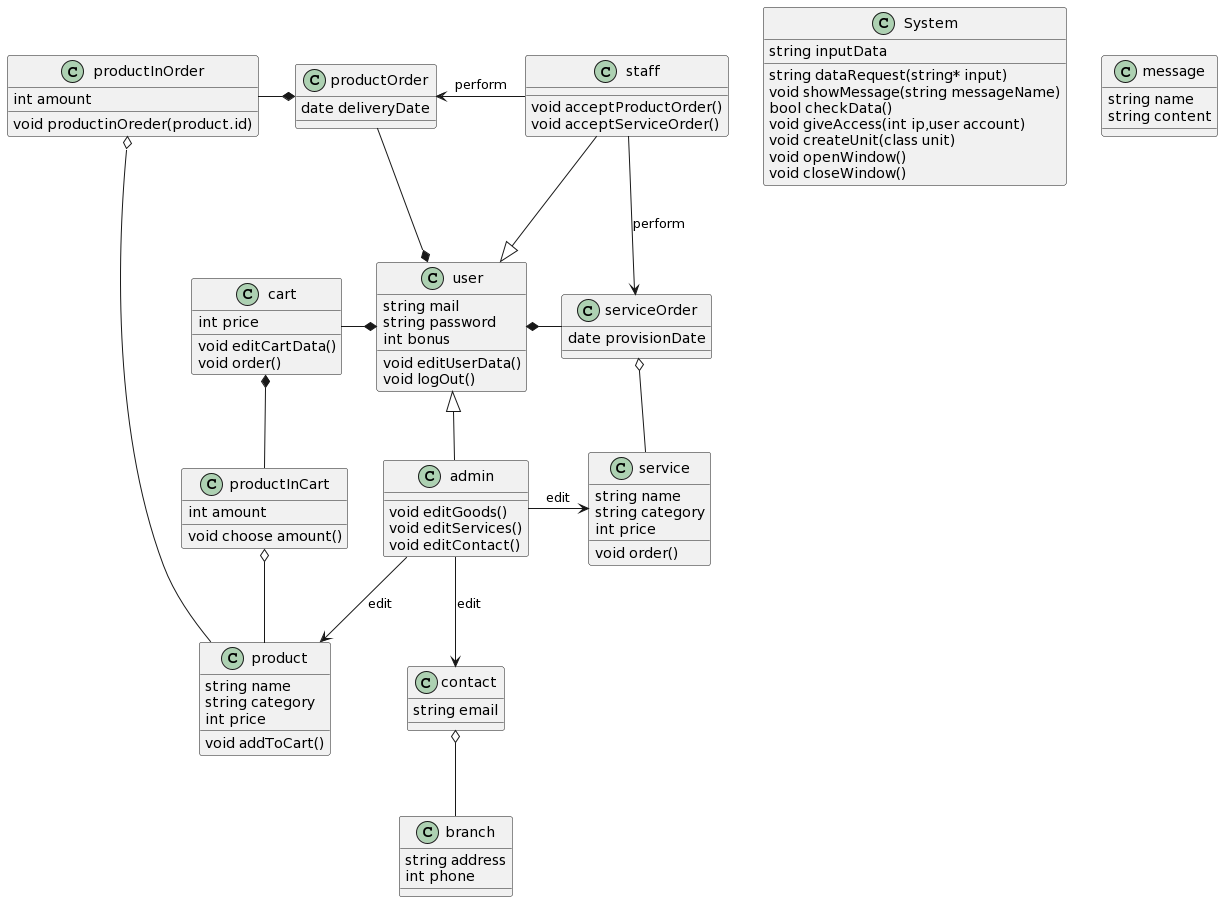 C System
string inputData
string dataRequest(string* input)
void showMessage(string messageName)
bool checkData()
void giveAccess(int ip,user account)
void createUnit(class unit)
void openWindow()
void closeWindow()
C productInOrder
int amount
void productinOreder(product.id)
C productOrder
date deliveryDate
perform
C staff
void acceptProductOrder()
void acceptServiceOrder()
C message
string name
string content
perform
C cart
int price
void editCartData()
void order()
C user
string mail
string password
int bonus
void editUserData()
void logOut()
C serviceOrder
date provisionDate
C productInCart
int amount
void choose amount()
C admin
void editGoods()
void editServices()
void editContact()
edit
C service
string name
string category
int price
void order()
edit
edit
C product
string name
string category
int price
void addToCart()
C contact
string email
C branch
string address
int phone